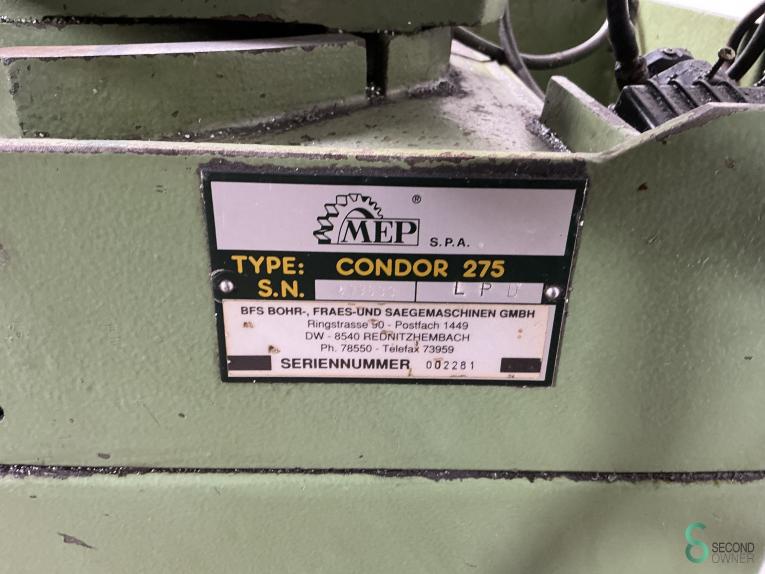 MEP ® S.P.A.
TYPE: CONDOR 275
S.N. L P D
BFS BOHR-, FRAES-UND SAEGEMASCHINEN GMBH
Ringstrasse 90 - Postfach 1449
DW - 8540 REDNITZHEMBACH
Ph. 78550 - Telefax 73959
SERIENNUMMER 002281
SECOND
OWNER